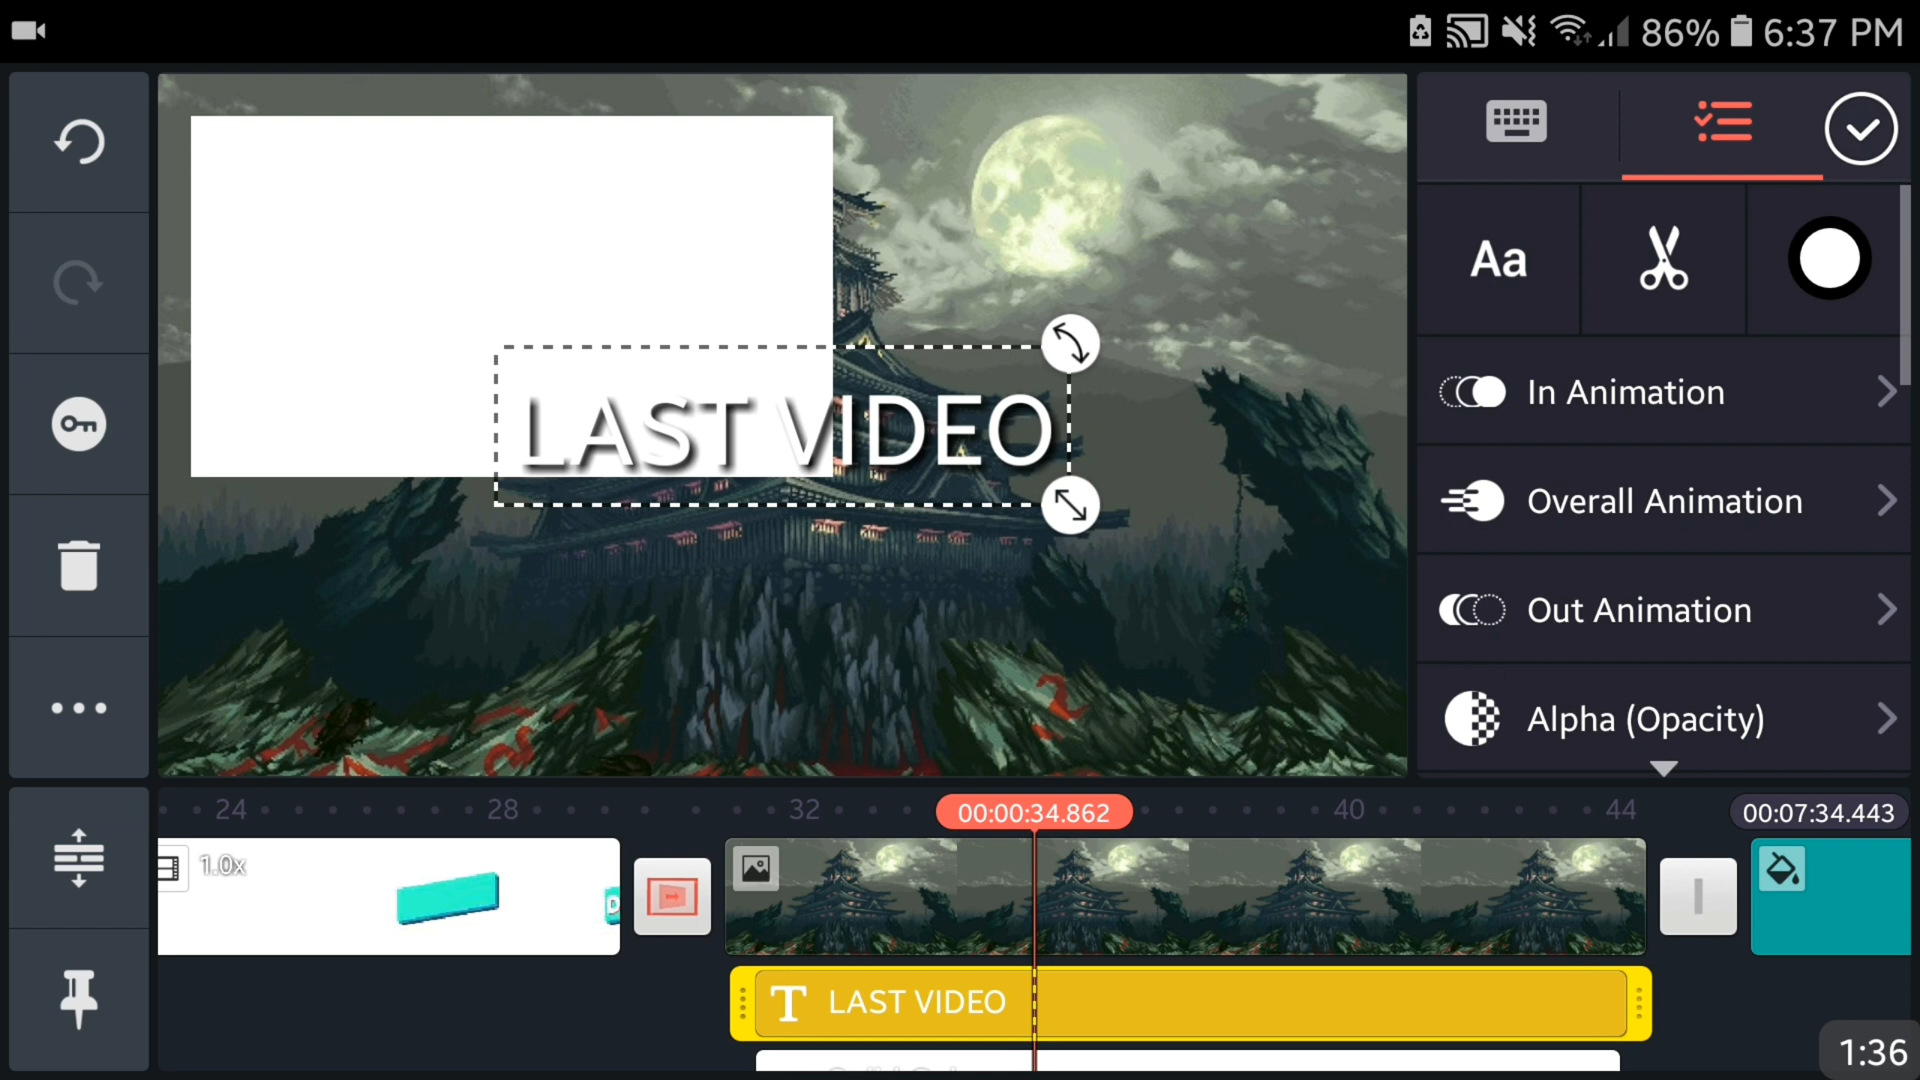 86% 6:37 PM
LAST VIDEO
Aa
In Animation
Overall Animation
Out Animation
Alpha (Opacity)
24 28 32 00:00:34.862 40 44 00:07:34.443
1.0x
D
T LAST VIDEO
1:36